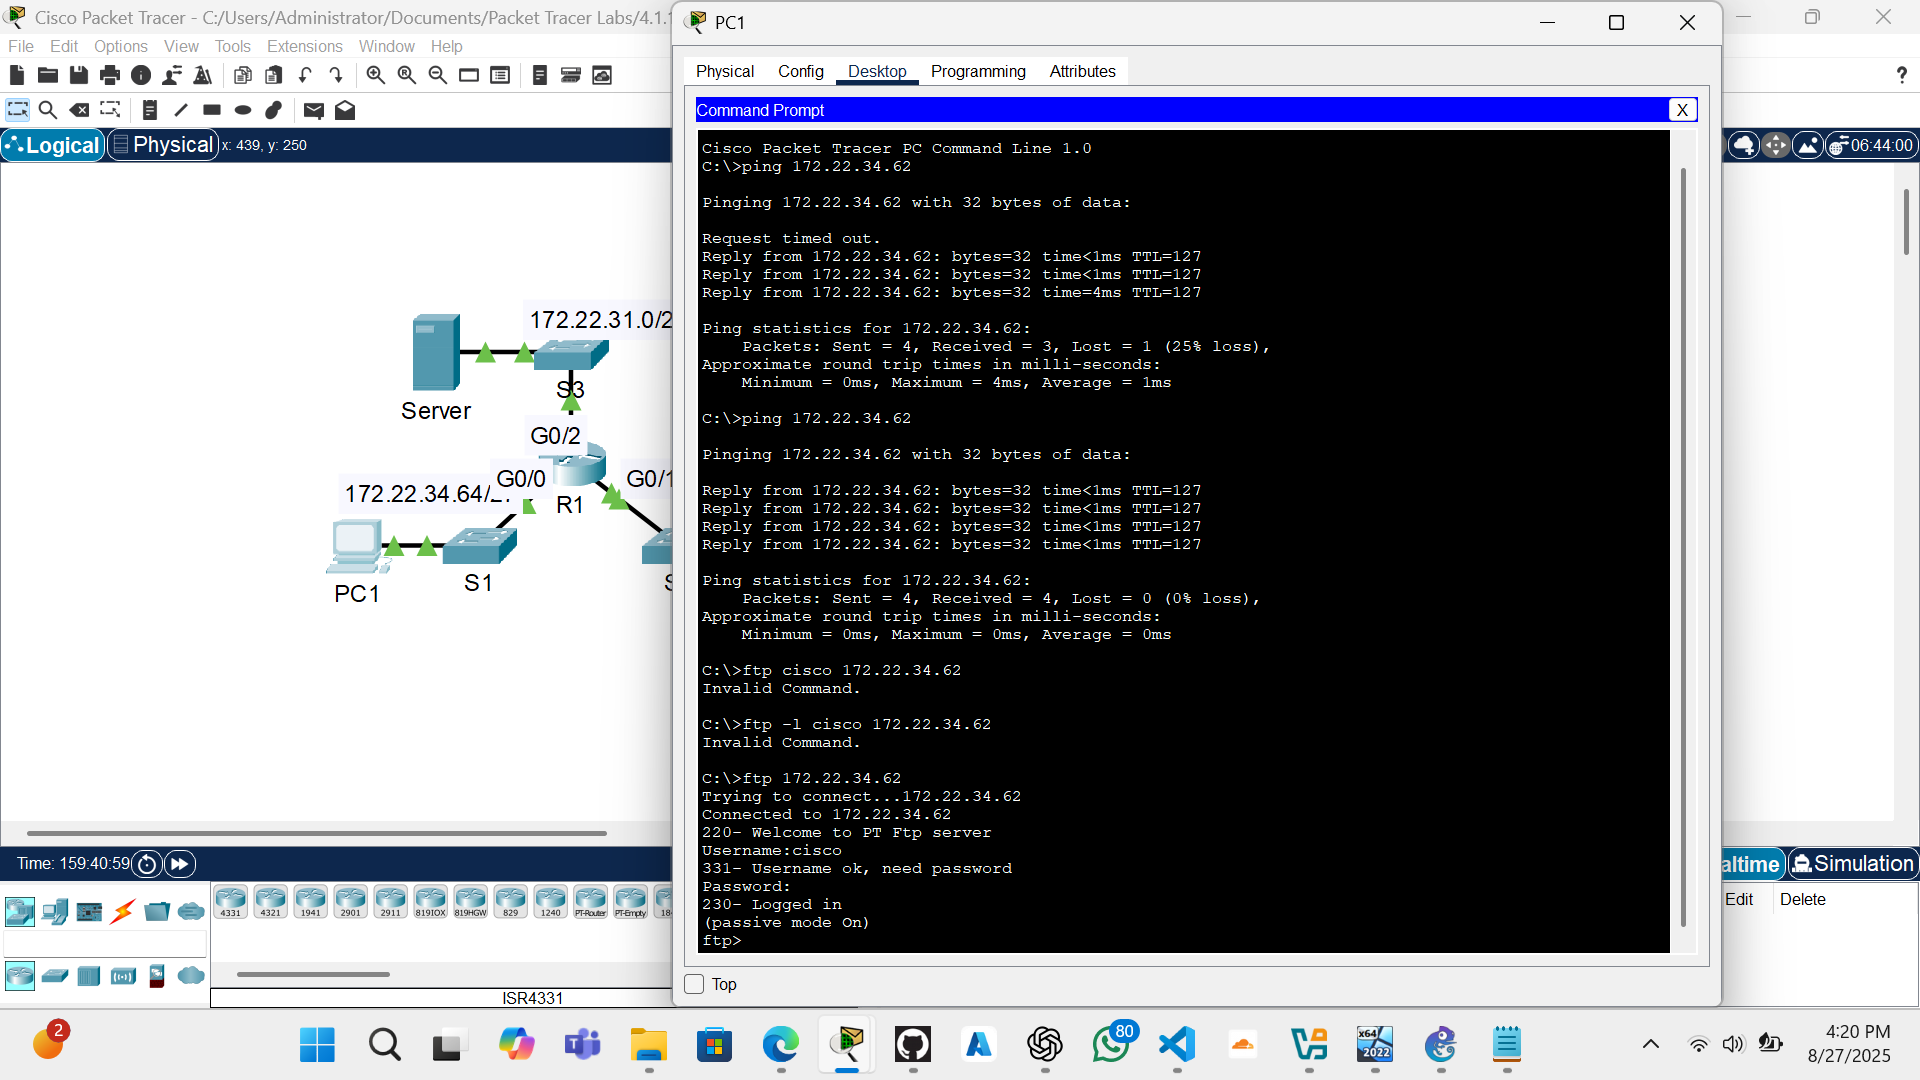 Cisco Packet Tracer - C:/Users/Administrator/Documents/Packet Tracer Labs/4.1.1
File Edit Options View Tools Extensions Window Help
?
Logical Physical x: 439, y: 250
06:44:00
172.22.31.0/2
S3
Server
G0/2
G0/0
G0/1
172.22.34.64/
R1
PC1
S1
S
Time: 159:40:59
altime Simulation
Edit Delete
4331 4321 1941 2901 2911 819IOX 819HGW 829 1240 PT-Router PT-Empty 18
ISR4331
PC1
Physical Config Desktop Programming Attributes
Command Prompt
X
Cisco Packet Tracer PC Command Line 1.0
C:\>ping 172.22.34.62
Pinging 172.22.34.62 with 32 bytes of data:
Request timed out.
Reply from 172.22.34.62: bytes=32 time<1ms TTL=127
Reply from 172.22.34.62: bytes=32 time<1ms TTL=127
Reply from 172.22.34.62: bytes=32 time=4ms TTL=127
Ping statistics for 172.22.34.62:
Packets: Sent = 4, Received = 3, Lost = 1 (25% loss),
Approximate round trip times in milli-seconds:
Minimum = 0ms, Maximum = 4ms, Average = 1ms
C:\>ping 172.22.34.62
Pinging 172.22.34.62 with 32 bytes of data:
Reply from 172.22.34.62: bytes=32 time<1ms TTL=127
Reply from 172.22.34.62: bytes=32 time<1ms TTL=127
Reply from 172.22.34.62: bytes=32 time<1ms TTL=127
Reply from 172.22.34.62: bytes=32 time<1ms TTL=127
Ping statistics for 172.22.34.62:
Packets: Sent = 4, Received = 4, Lost = 0 (0% loss),
Approximate round trip times in milli-seconds:
Minimum = 0ms, Maximum = 0ms, Average = 0ms
C:\>ftp cisco 172.22.34.62
Invalid Command.
C:\>ftp -l cisco 172.22.34.62
Invalid Command.
C:\>ftp 172.22.34.62
Trying to connect...172.22.34.62
Connected to 172.22.34.62
220- Welcome to PT Ftp server
Username:cisco
331- Username ok, need password
Password:
230- Logged in
(passive mode On)
ftp>
Top
2
80
x64
2022
4:20 PM
8/27/2025